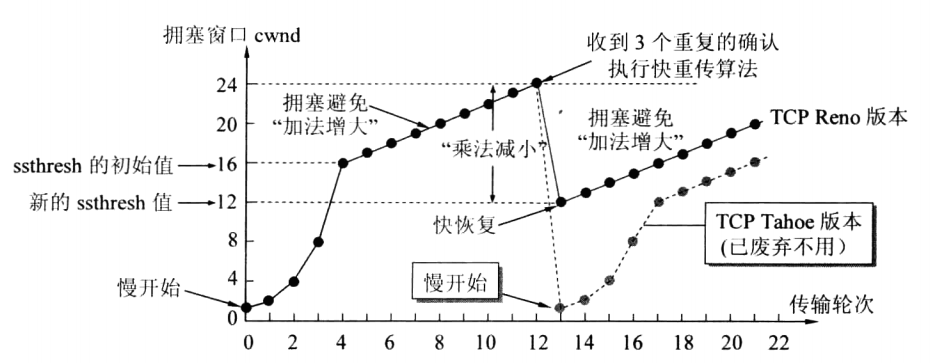 拥塞窗口 cwnd
收到 3 个重复的确认
执行快重传算法
24
拥塞避免
“加法增大”
拥塞避免
“加法增大”
20
TCP Reno 版本
“乘法减小”
ssthresh 的初始值
16
新的 ssthresh 值
12
快恢复
TCP Tahoe 版本
(已废弃不用）
8
慢开始
4
慢开始
传输轮次
0
0 2 4 6 8 10 12 13 14 16 18 20 22